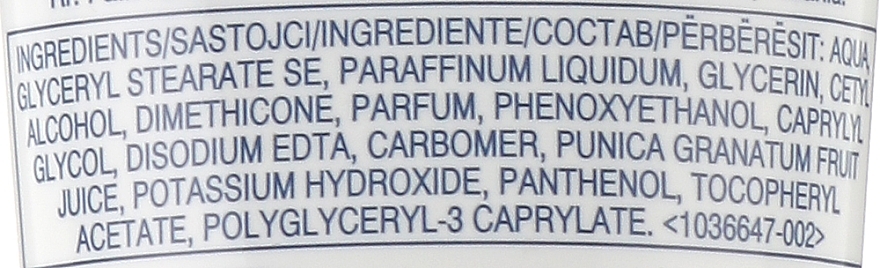 INGREDIENTS/SASTOJCI/INGREDIENTE/СОСТАВ/PËRBËRËSIT: AQUA,
GLYCERYL STEARATE SE, PARAFFINUM LIQUIDUM, GLYCERIN, CETYL
ALCOHOL, DIMETHICONE, PARFUM, PHENOXYETHANOL, CAPRYLYL
GLYCOL, DISODIUM EDTA, CARBOMER, PUNICA GRANATUM FRUIT
JUICE, POTASSIUM HYDROXIDE, PANTHENOL, TOCOPHERYL
ACETATE, POLYGLYCERYL-3 CAPRYLATE. <1036647-002>